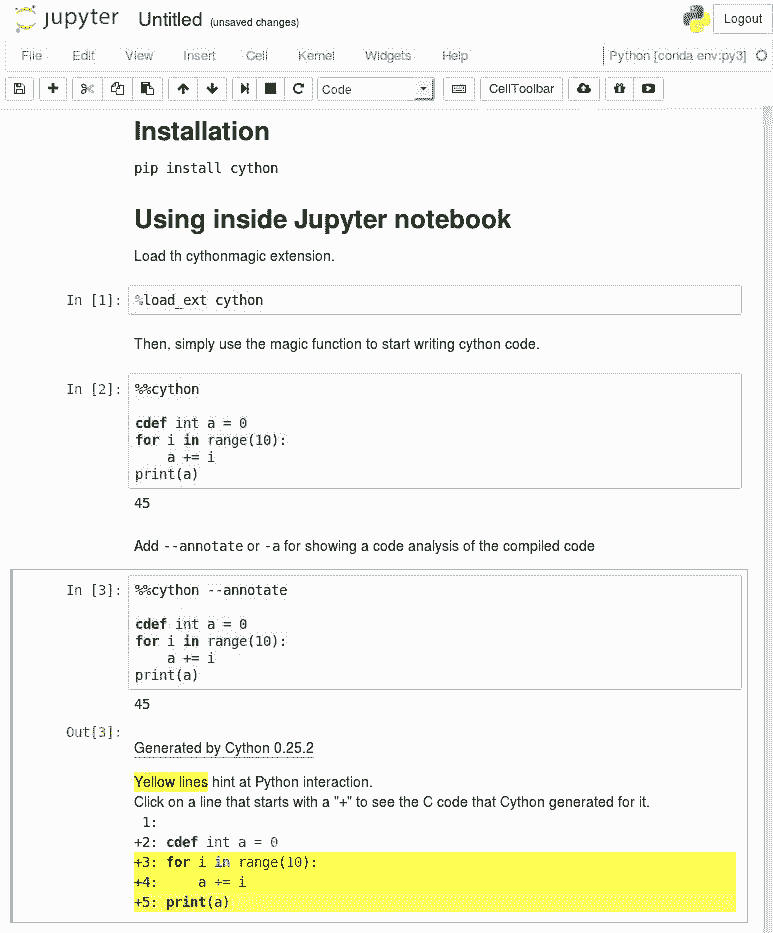 jupyter Untitled (unsaved changes) Logout
File Edit View Insert Cell Kernel Widgets Help Python [conda env:py3]
Code CellToolbar
Installation
pip install cython
Using inside Jupyter notebook
Load th cythonmagic extension.
In [1]: %load_ext cython
Then, simply use the magic function to start writing cython code.
In [2]: %%cython
cdef int a = 0
for i in range(10):
    a += i
print(a)
45
Add --annotate or -a for showing a code analysis of the compiled code
In [3]: %%cython --annotate
cdef int a = 0
for i in range(10):
    a += i
print(a)
45
Out[3]:
Generated by Cython 0.25.2
Yellow lines hint at Python interaction.
Click on a line that starts with a "+" to see the C code that Cython generated for it.
 1:
+2: cdef int a = 0
+3: for i in range(10):
+4:     a += i
+5: print(a)